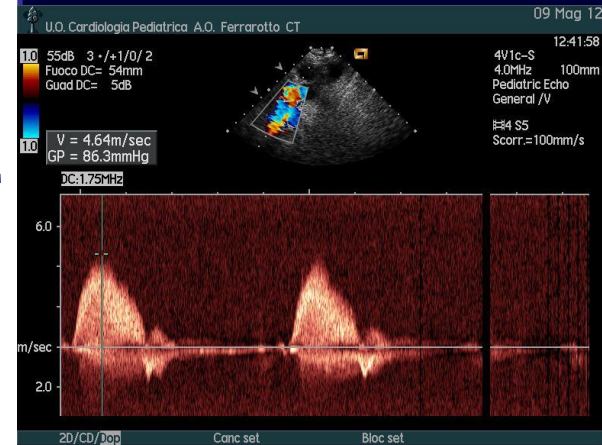 09 Mag 12
U.O. Cardiologia Pediatrica A.O. Ferrarotto CT
12:41:58
1.0 55dB 3 •/+1/0/ 2
Fuoco DC= 54mm
Guad DC= 5dB
4V1c-S
4.0MHz 100mm
Pediatric Echo
General /V
4 S5
Scorr.=100mm/s
1.0
V = 4.64m/sec
GP = 86.3mmHg
DC:1.75MHz
6.0
m/sec
2.0
2D/CD/Dop Canc set Bloc set